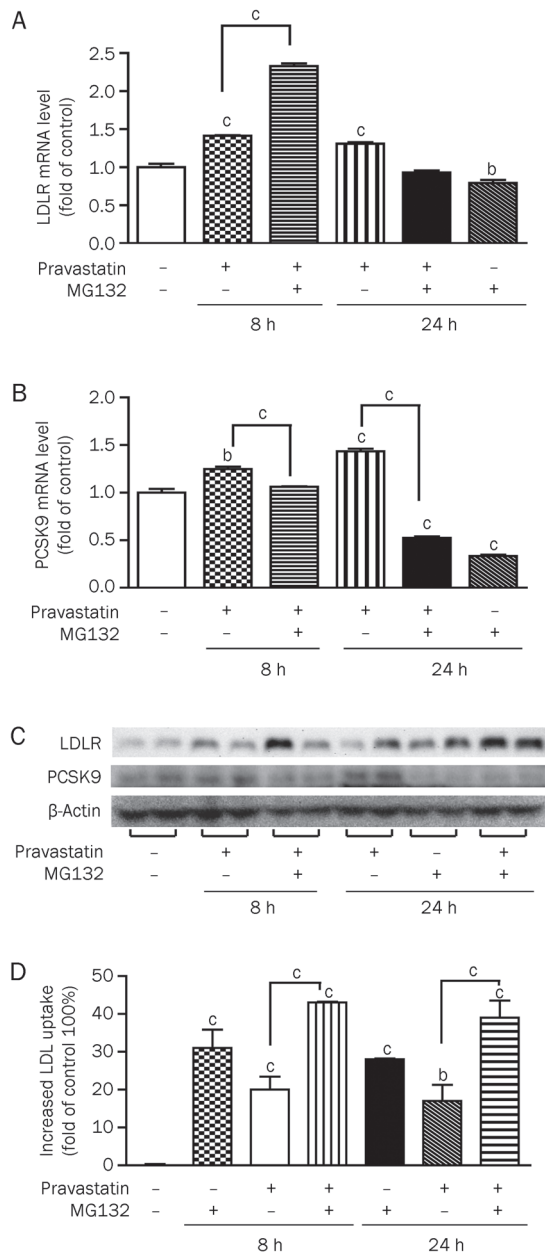 A
LDLR mRNA level
(fold of control)
2.5
2.0
1.5
1.0
0.5
0.0
c
c
c
b
Pravastatin – + + + + –
MG132 – – + – + +
8 h 24 h
B
PCSK9 mRNA level
(fold of control)
2.0
1.5
1.0
0.5
0.0
c
c
b
c
c
c
Pravastatin – + + + + –
MG132 – – + – + +
8 h 24 h
C
LDLR
PCSK9
β-Actin
Pravastatin – + + + – +
MG132 – – + – + +
8 h 24 h
D
Increased LDL uptake
(fold of control 100%)
50
40
30
20
10
0
c
c
c
c
c
c
c
b
c
Pravastatin – – + + – + +
MG132 – + – + + – +
8 h 24 h